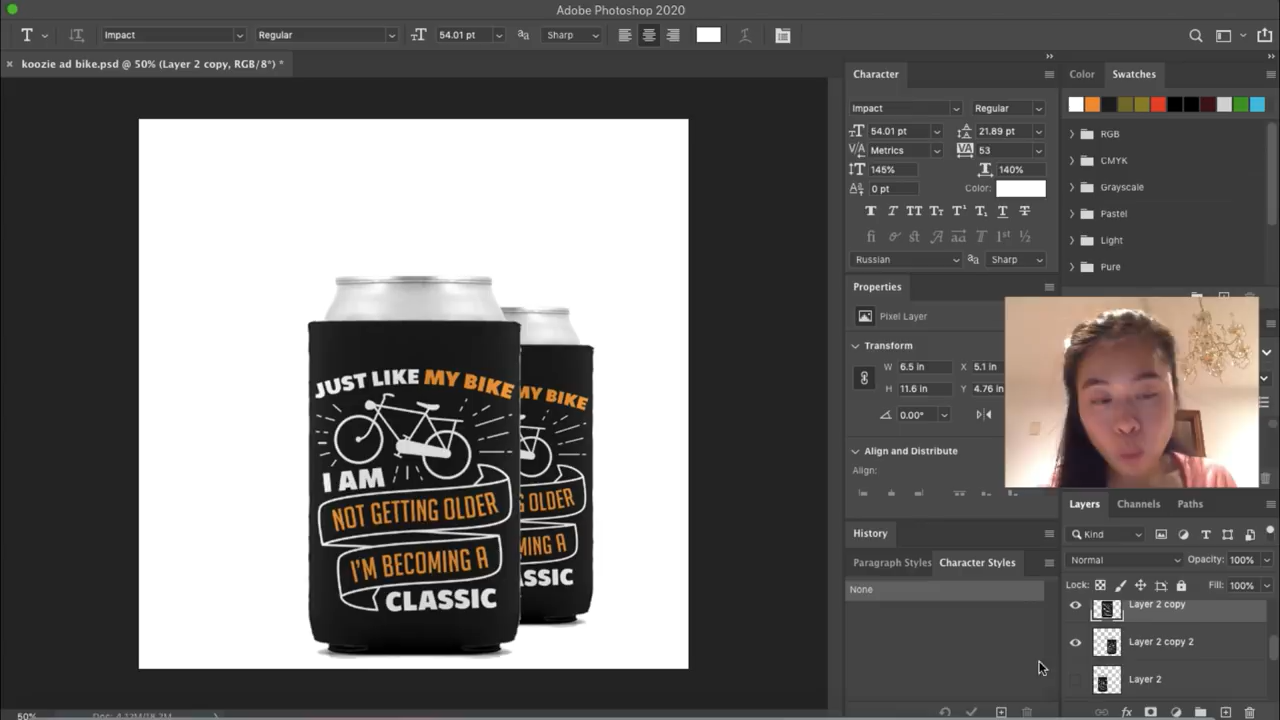 Adobe Photoshop 2020
T Impact Regular 54.01 pt Sharp
koozie ad bike.psd @ 50% (Layer 2 copy, RGB/8*) *
Character
Color Swatches
Impact Regular
54.01 pt 21.89 pt
Metrics 53
145% 140%
0 pt Color:
RGB
CMYK
Grayscale
Pastel
Light
Pure
Russian Sharp
Properties
Pixel Layer
Transform
W 6.5 in X 5.1 in
H 11.6 in Y 4.76 in
0.00°
Align and Distribute
Align:
History
Paragraph Styles Character Styles
None
Layers Channels Paths
Kind
Normal Opacity: 100%
Lock: Fill: 100%
Layer 2 copy
Layer 2 copy 2
Layer 2
JUST LIKE MY BIKE
I AM
NOT GETTING OLDER
I'M BECOMING A
CLASSIC
MY BIKE
G OLDER
MING A
ASSIC
50%